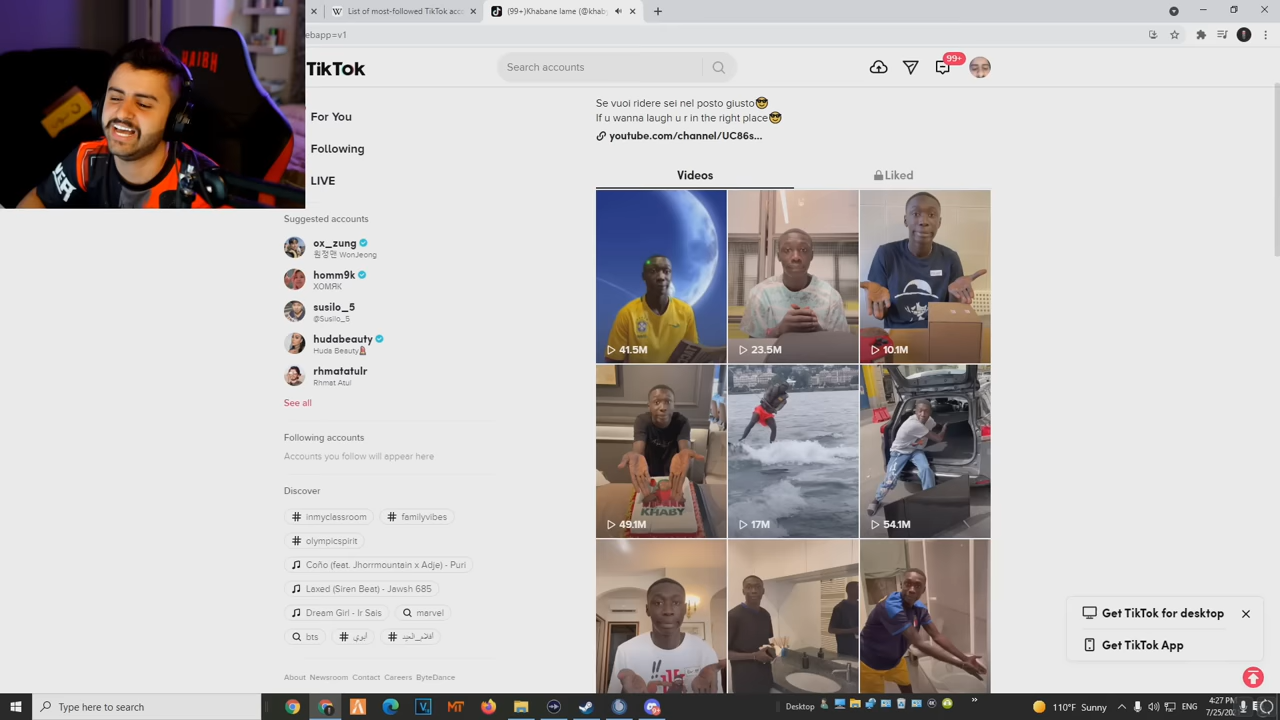 List of most-followed TikTok acc
(99+)Khabane lame (@khab
ebapp=v1
HAISH
TikTok
Search accounts
99+
For You
Following
LIVE
Se vuoi ridere sei nel posto giusto😎
If u wanna laugh u r in the right place😎
youtube.com/channel/UC86s...
Videos
Liked
Suggested accounts
ox_zung
원정맨 WonJeong
homm9k
ХОМЯК
susilo_5
@Susilo_5
hudabeauty
Huda Beauty
rhmatatulr
Rhmat Atul
See all
Following accounts
Accounts you follow will appear here
Discover
# inmyclassroom # familyvibes
# olympicspirit
Coño (feat. Jhorrmountain x Adje) - Puri
Laxed (Siren Beat) - Jawsh 685
Dream Girl - Ir Sais marvel
bts # أبوي # أفلام_العيد
About Newsroom Contact Careers ByteDance
41.5M 23.5M 10.1M
KHABY
49.1M 17M 54.1M
Get TikTok for desktop
Get TikTok App
Type here to search
Desktop
110°F Sunny
4:27 PM
7/25/20